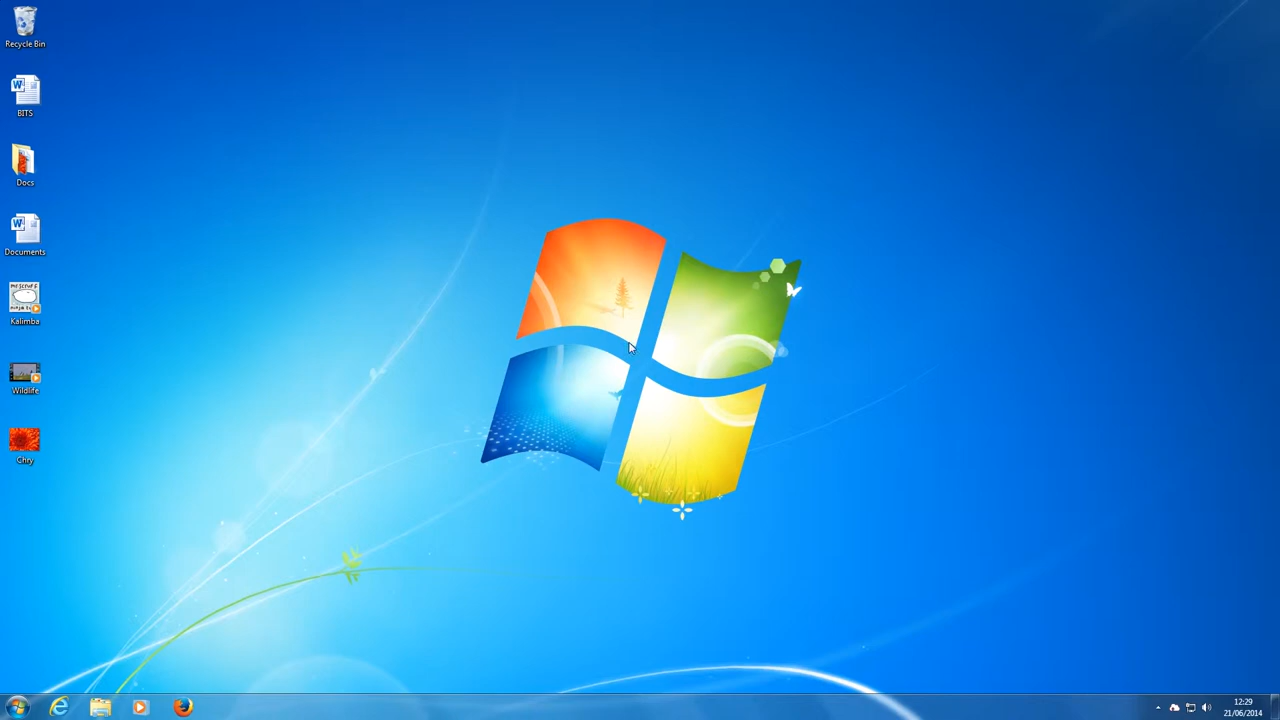 Recycle Bin
BITS
Docs
Documents
Kalimba
Wildlife
Chry
12:29
21/06/2014